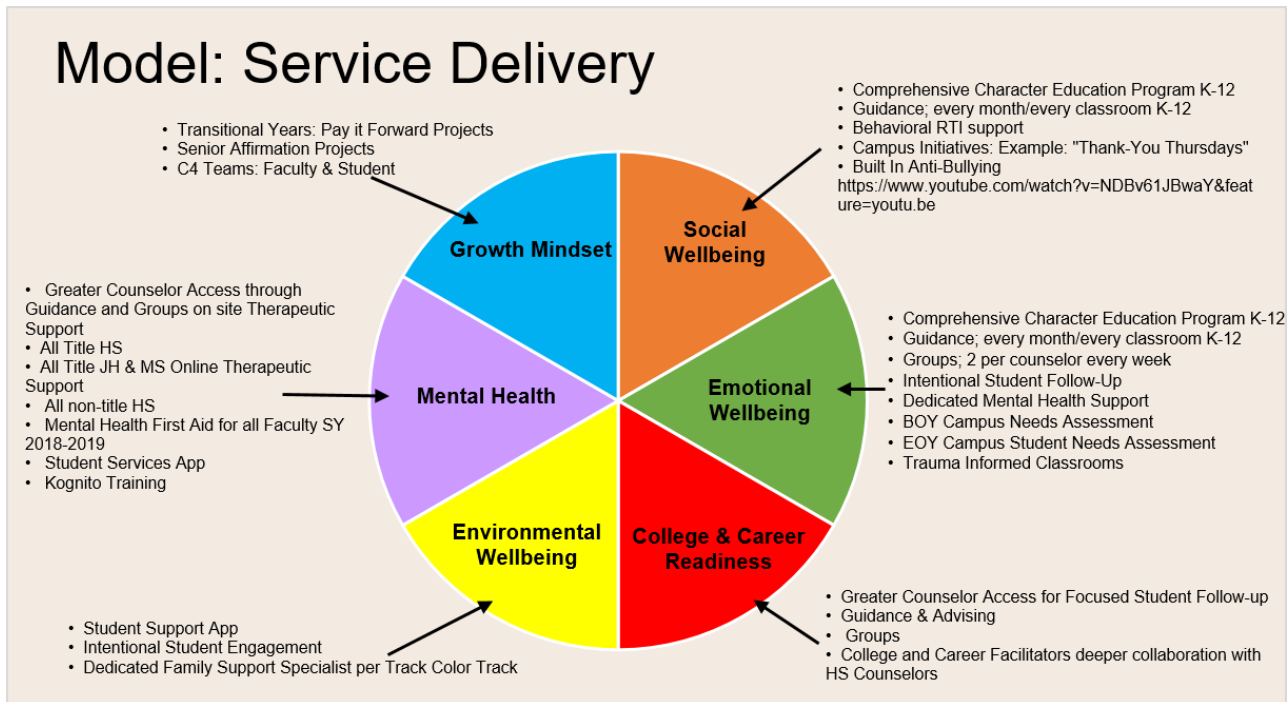 Model: Service Delivery
• Transitional Years: Pay it Forward Projects
• Senior Affirmation Projects
• C4 Teams: Faculty & Student
• Comprehensive Character Education Program K-12
• Guidance; every month/every classroom K-12
• Behavioral RTI support
• Campus Initiatives: Example: "Thank-You Thursdays"
• Built In Anti-Bullying
https://www.youtube.com/watch?v=NDBv61JBwaY&feat
ure=youtu.be
Growth Mindset
Social
Wellbeing
• Greater Counselor Access through
Guidance and Groups on site Therapeutic
Support
• All Title HS
• All Title JH & MS Online Therapeutic
Support
• All non-title HS
• Mental Health First Aid for all Faculty SY
2018-2019
• Student Services App
• Kognito Training
Mental Health
Emotional
Wellbeing
• Comprehensive Character Education Program K-12
• Guidance; every month/every classroom K-12
• Groups; 2 per counselor every week
• Intentional Student Follow-Up
• Dedicated Mental Health Support
• BOY Campus Needs Assessment
• EOY Campus Student Needs Assessment
• Trauma Informed Classrooms
Environmental
Wellbeing
College & Career
Readiness
• Student Support App
• Intentional Student Engagement
• Dedicated Family Support Specialist per Track Color Track
• Greater Counselor Access for Focused Student Follow-up
• Guidance & Advising
• Groups
• College and Career Facilitators deeper collaboration with
HS Counselors